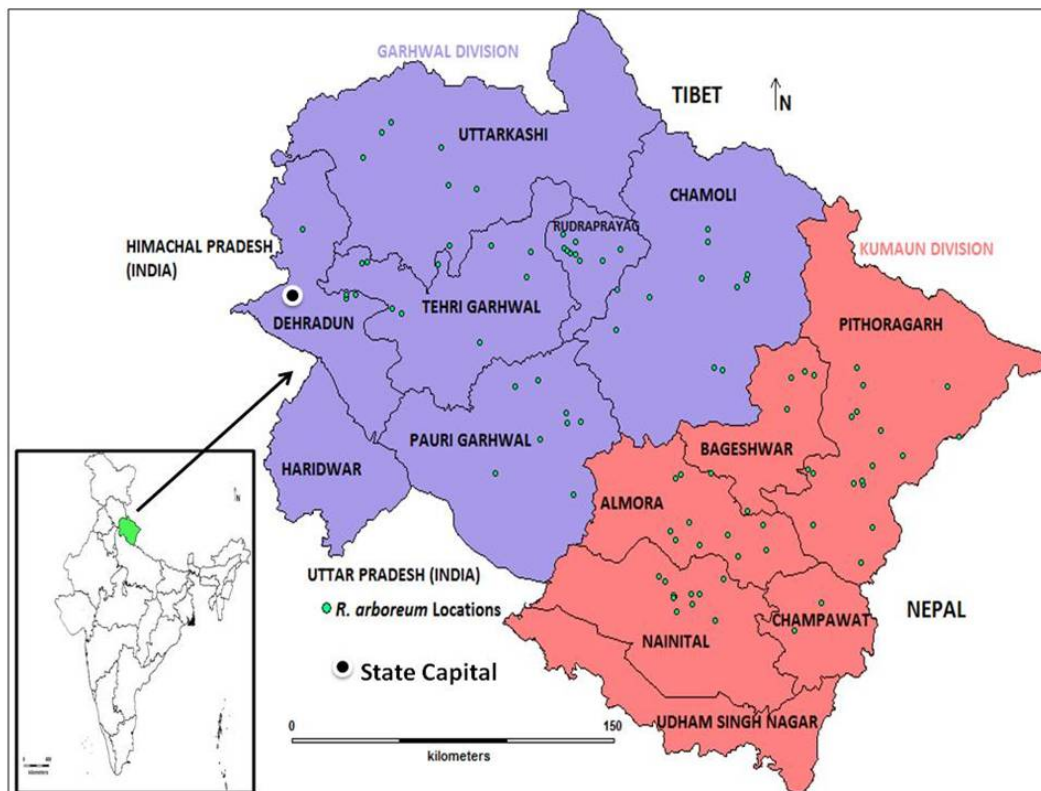 GARHWAL DIVISION
TIBET
N
UTTARKASHI
CHAMOLI
RUDRAPRAYAG
HIMACHAL PRADESH
(INDIA)
KUMAUN DIVISION
TEHRI GARHWAL
DEHRADUN
PITHORAGARH
PAURI GARHWAL
BAGESHWAR
HARIDWAR
ALMORA
UTTAR PRADESH (INDIA)
R. arboreum Locations
NEPAL
CHAMPAWAT
NAINITAL
State Capital
UDHAM SINGH NAGAR
0 150
kilometers
N
kilometers